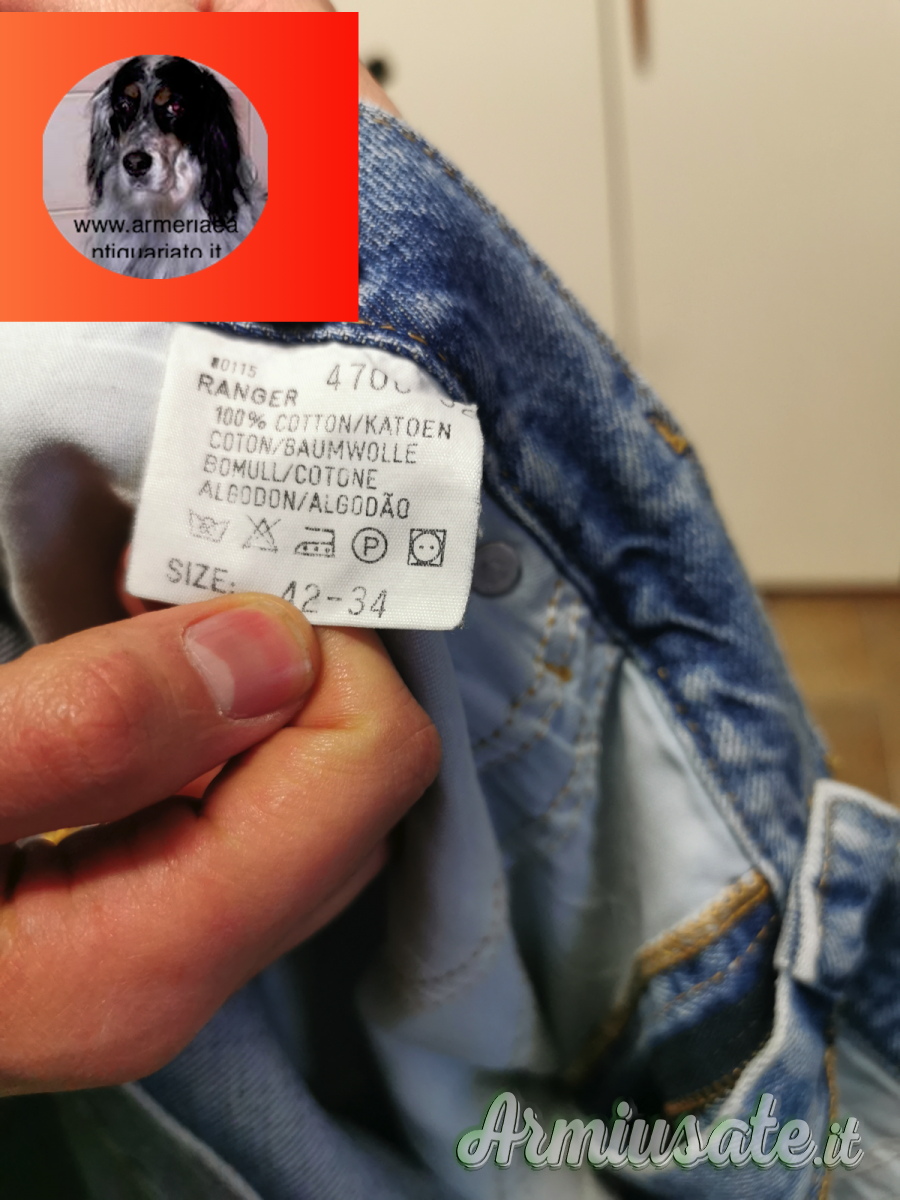 www.armeriaea
ntiquariato.it
#0115
RANGER
100% COTTON/KATOEN
COTON/BAUMWOLLE
BOMULL/COTONE
ALGODON/ALGODÃO
P
SIZE: 42-34
Armiusate.it